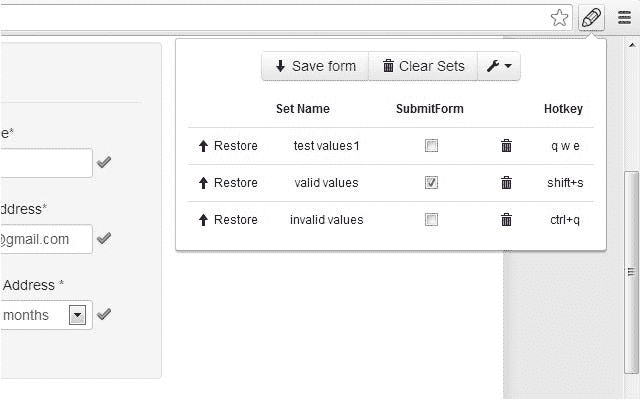 Save form Clear Sets
Set Name SubmitForm Hotkey
Restore test values1 q w e
Restore valid values shift+s
Restore invalid values ctrl+q
e*
ddress*
@gmail.com
Address *
months